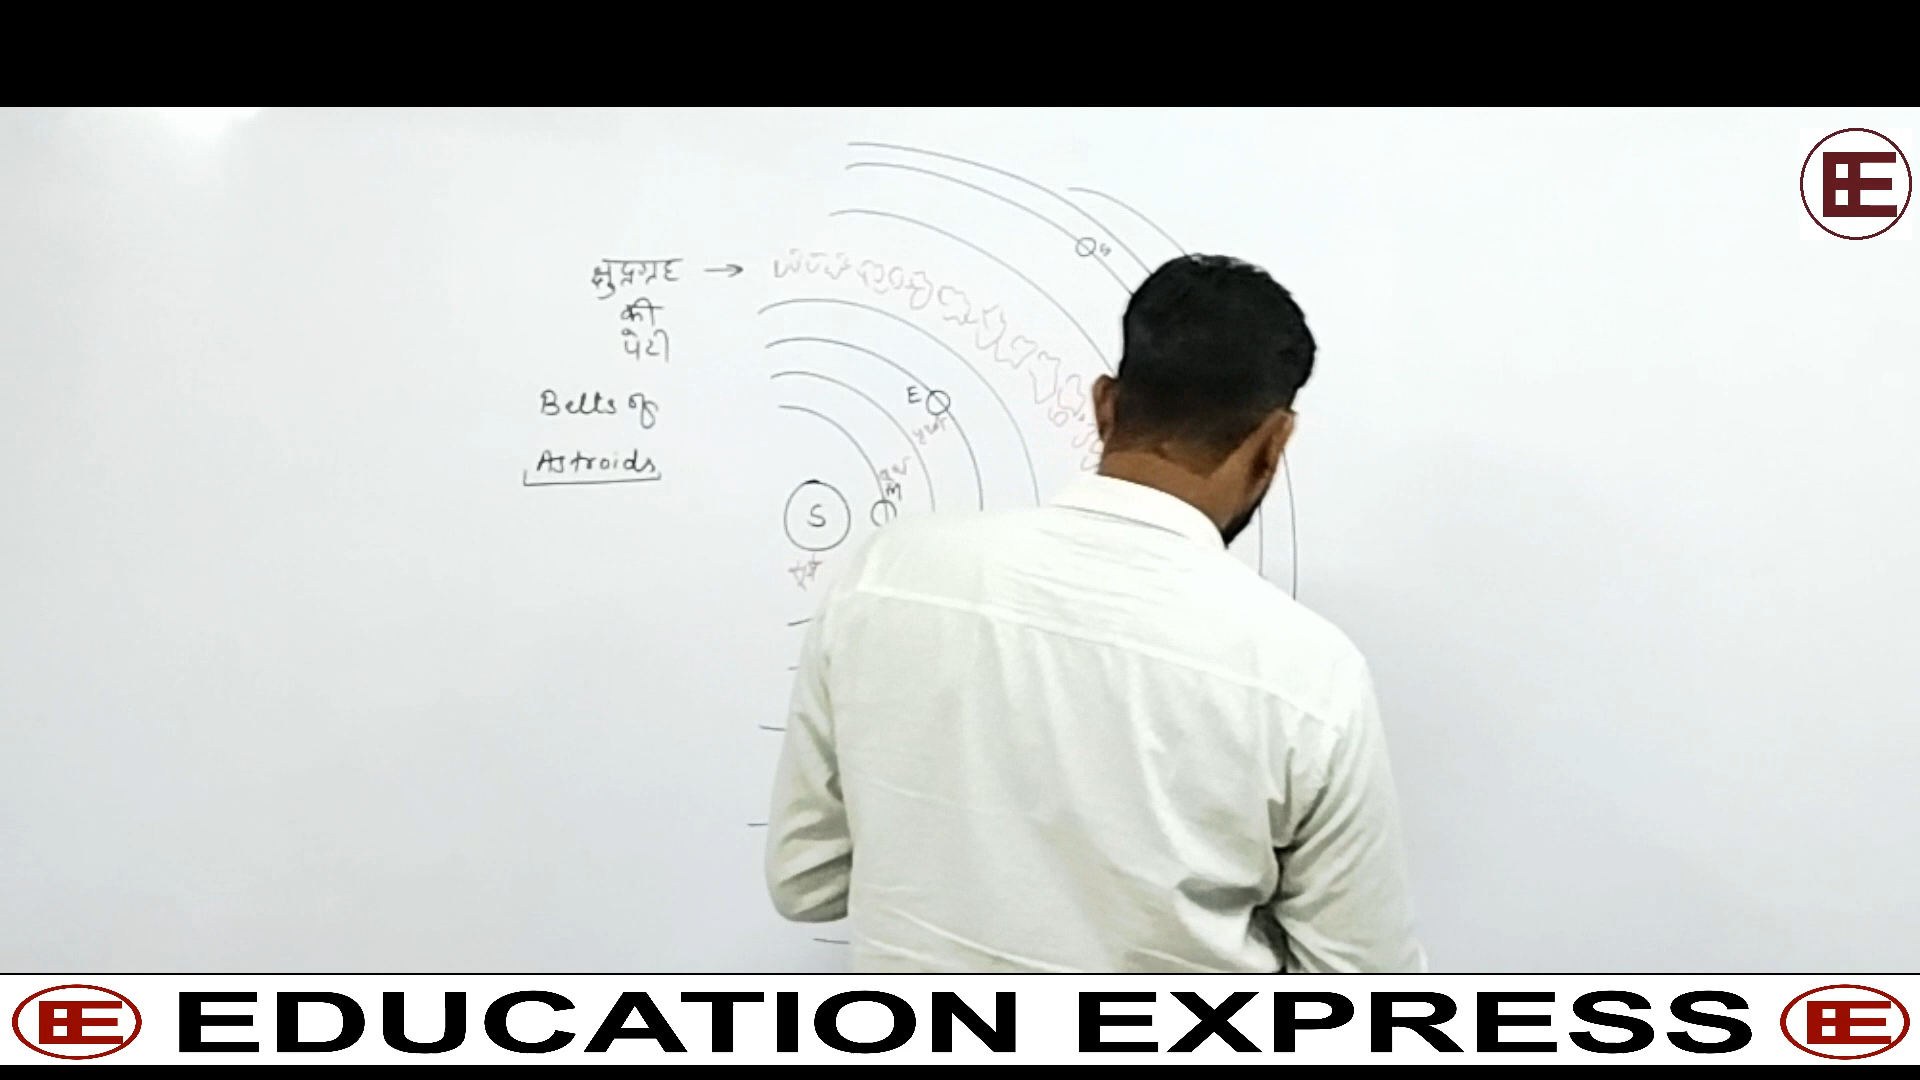 क्षुद्रग्रह →
की
पेटी
Belts of
Astroids
E
पृथ्वी
बुध
M
S
सूर्य
EDUCATION EXPRESS